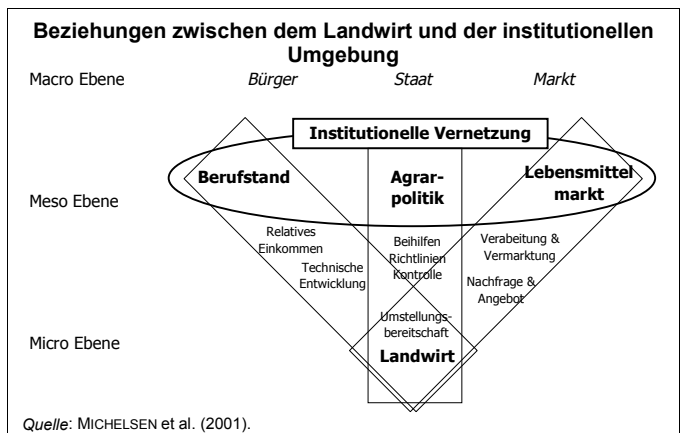 Beziehungen zwischen dem Landwirt und der institutionellen
Umgebung
Macro Ebene Bürger Staat Markt
Institutionelle Vernetzung
Berufstand
Agrar-
politik
Lebensmittel
markt
Meso Ebene
Relatives
Einkommen
Technische
Entwicklung
Beihilfen
Richtlinien
Kontrolle
Verabeitung &
Vermarktung
Nachfrage &
Angebot
Umstellungs-
bereitschaft
Micro Ebene
Landwirt
Quelle: MICHELSEN et al. (2001).